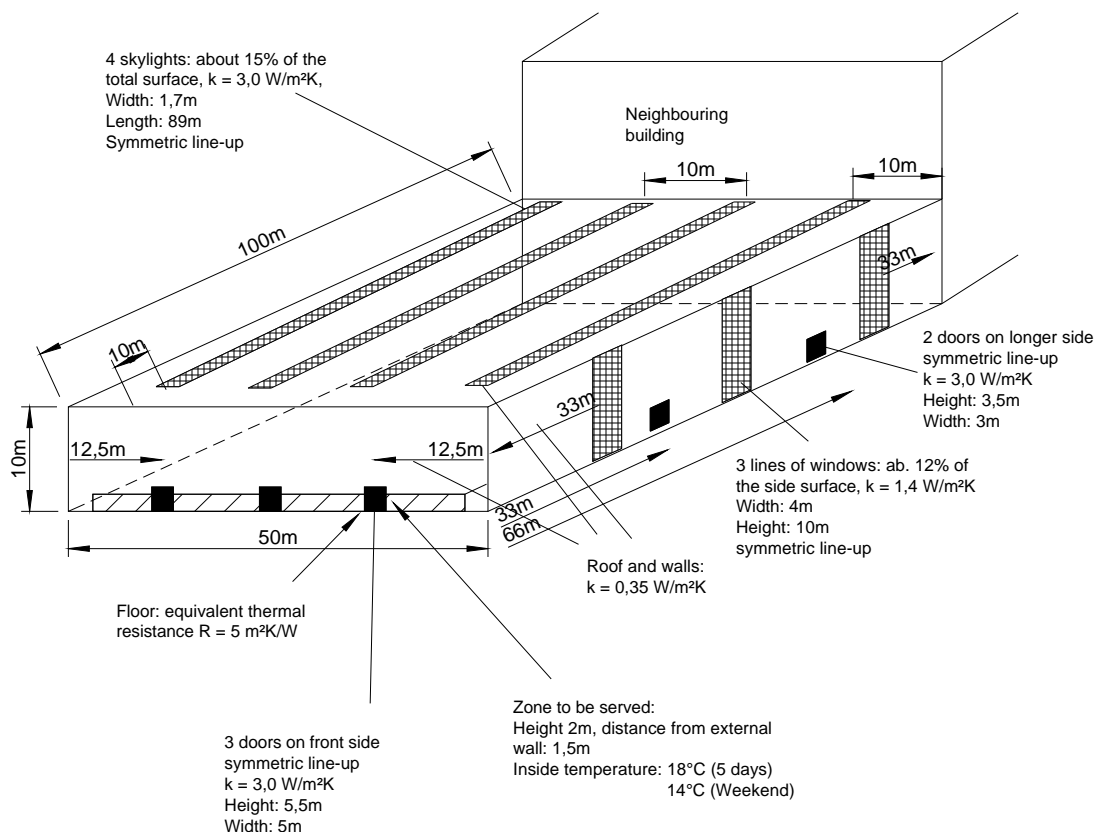 4 skylights: about 15% of the
total surface, k = 3,0 W/m²K,
Width: 1,7m
Length: 89m
Symmetric line-up
Neighbouring
building
10m
10m
100m
33m
10m
2 doors on longer side
symmetric line-up
k = 3,0 W/m²K
Height: 3,5m
Width: 3m
33m
10m
12,5m
12,5m
3 lines of windows: ab. 12% of
the side surface, k = 1,4 W/m²K
Width: 4m
Height: 10m
symmetric line-up
33m
66m
50m
Roof and walls:
k = 0,35 W/m²K
Floor: equivalent thermal
resistance R = 5 m²K/W
Zone to be served:
Height 2m, distance from external
wall: 1,5m
Inside temperature: 18°C (5 days)
14°C (Weekend)
3 doors on front side
symmetric line-up
k = 3,0 W/m²K
Height: 5,5m
Width: 5m